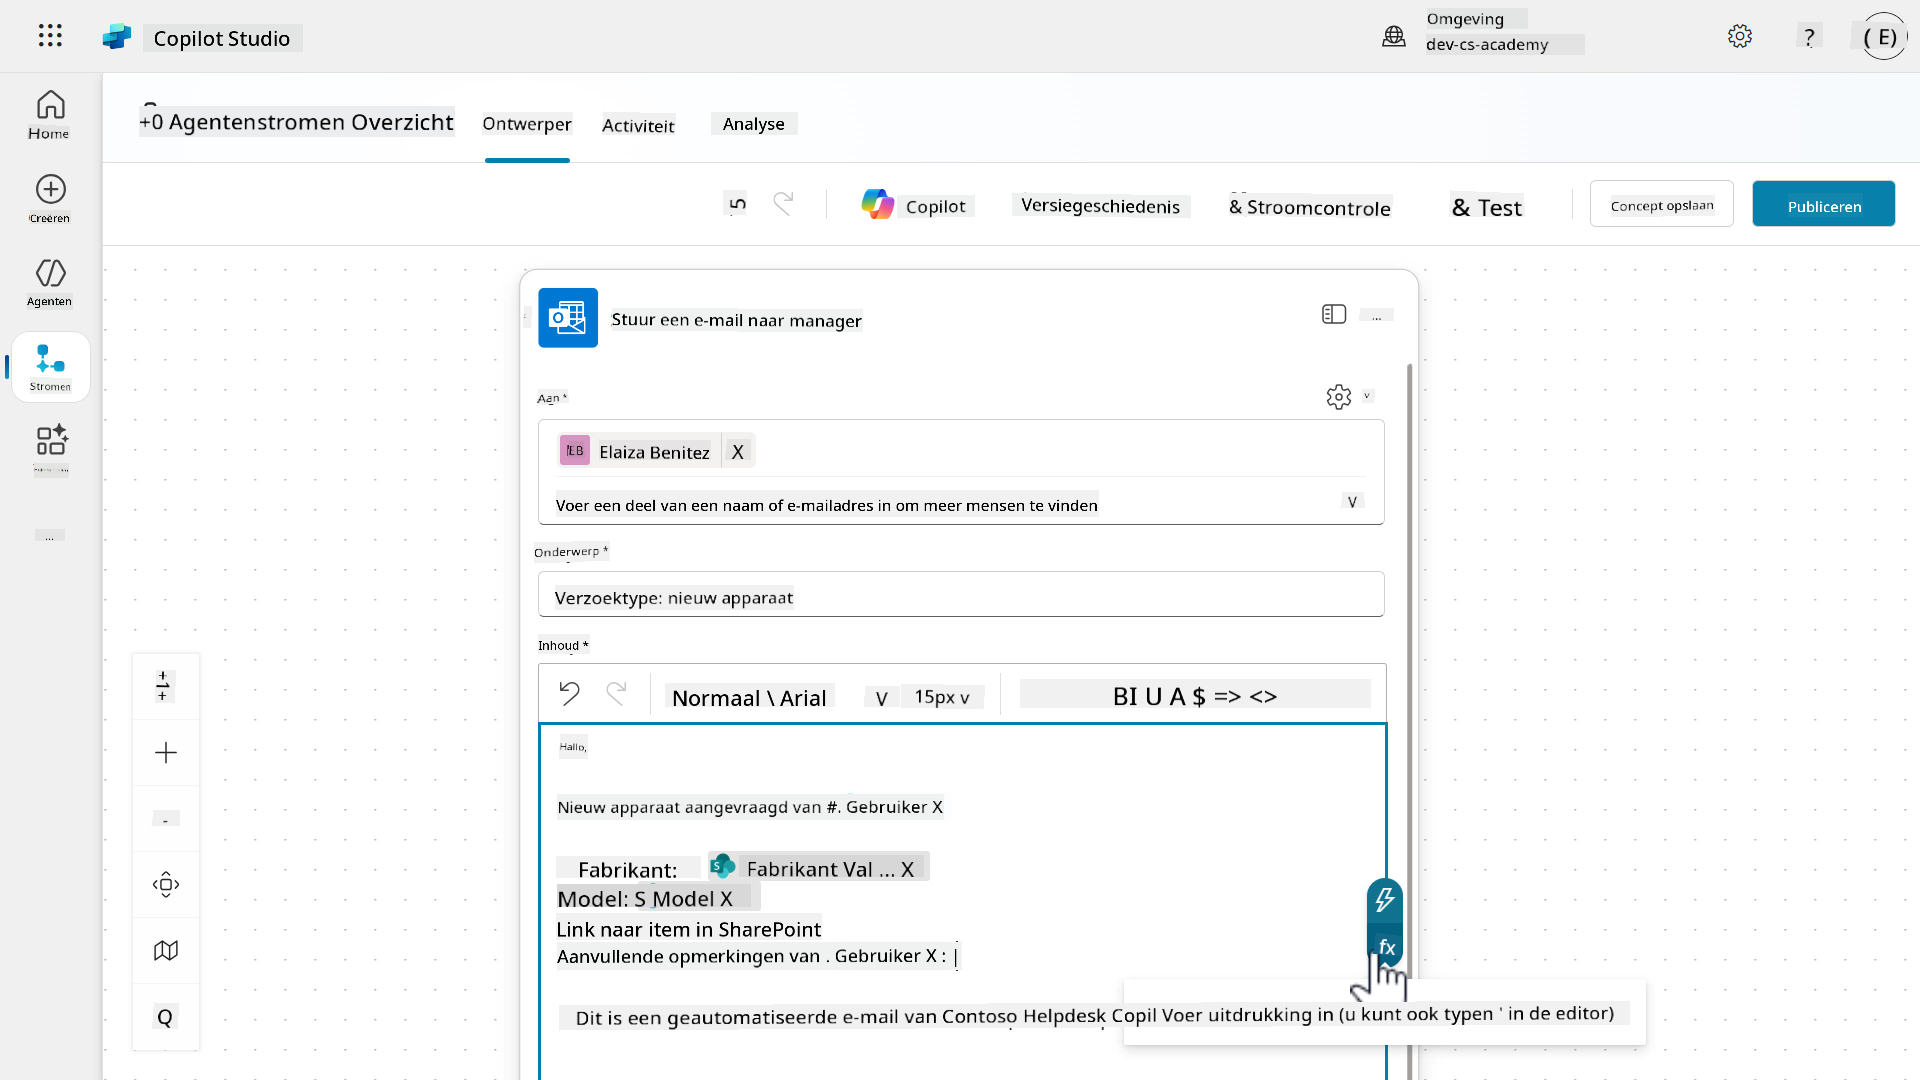 Copilot Studio
Omgeving
dev-cs-academy
?
( E)
Home
Creëren
Agenten
Stromen
...
+0 Agentenstromen Overzicht
Ontwerper
Activiteit
Analyse
Copilot
Versiegeschiedenis
& Stroomcontrole
& Test
Concept opslaan
Publiceren
Stuur een e-mail naar manager
...
Aan *
v
EB
Elaiza Benitez
X
Voer een deel van een naam of e-mailadres in om meer mensen te vinden
V
Onderwerp *
Verzoektype: nieuw apparaat
Inhoud *
Normaal \ Arial
V
15px v
BI U A $ => <>
Hallo,
Nieuw apparaat aangevraagd van #. Gebruiker X
Fabrikant:
Fabrikant Val ... X
Model: S Model X
Link naar item in SharePoint
Aanvullende opmerkingen van . Gebruiker X : |
fx
Dit is een geautomatiseerde e-mail van Contoso Helpdesk Copil
Voer uitdrukking in (u kunt ook typen ' in de editor)
Q